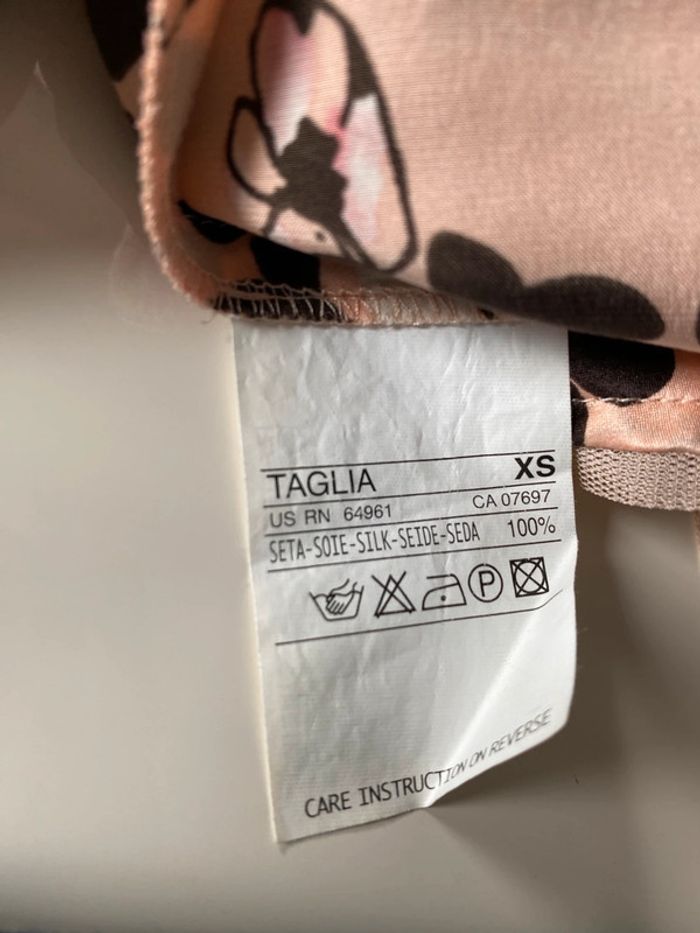 TAGLIA XS
US RN 64961 CA 07697
SETA-SOIE-SILK-SEIDE-SEDA 100%
P
CARE INSTRUCTION ON REVERSE